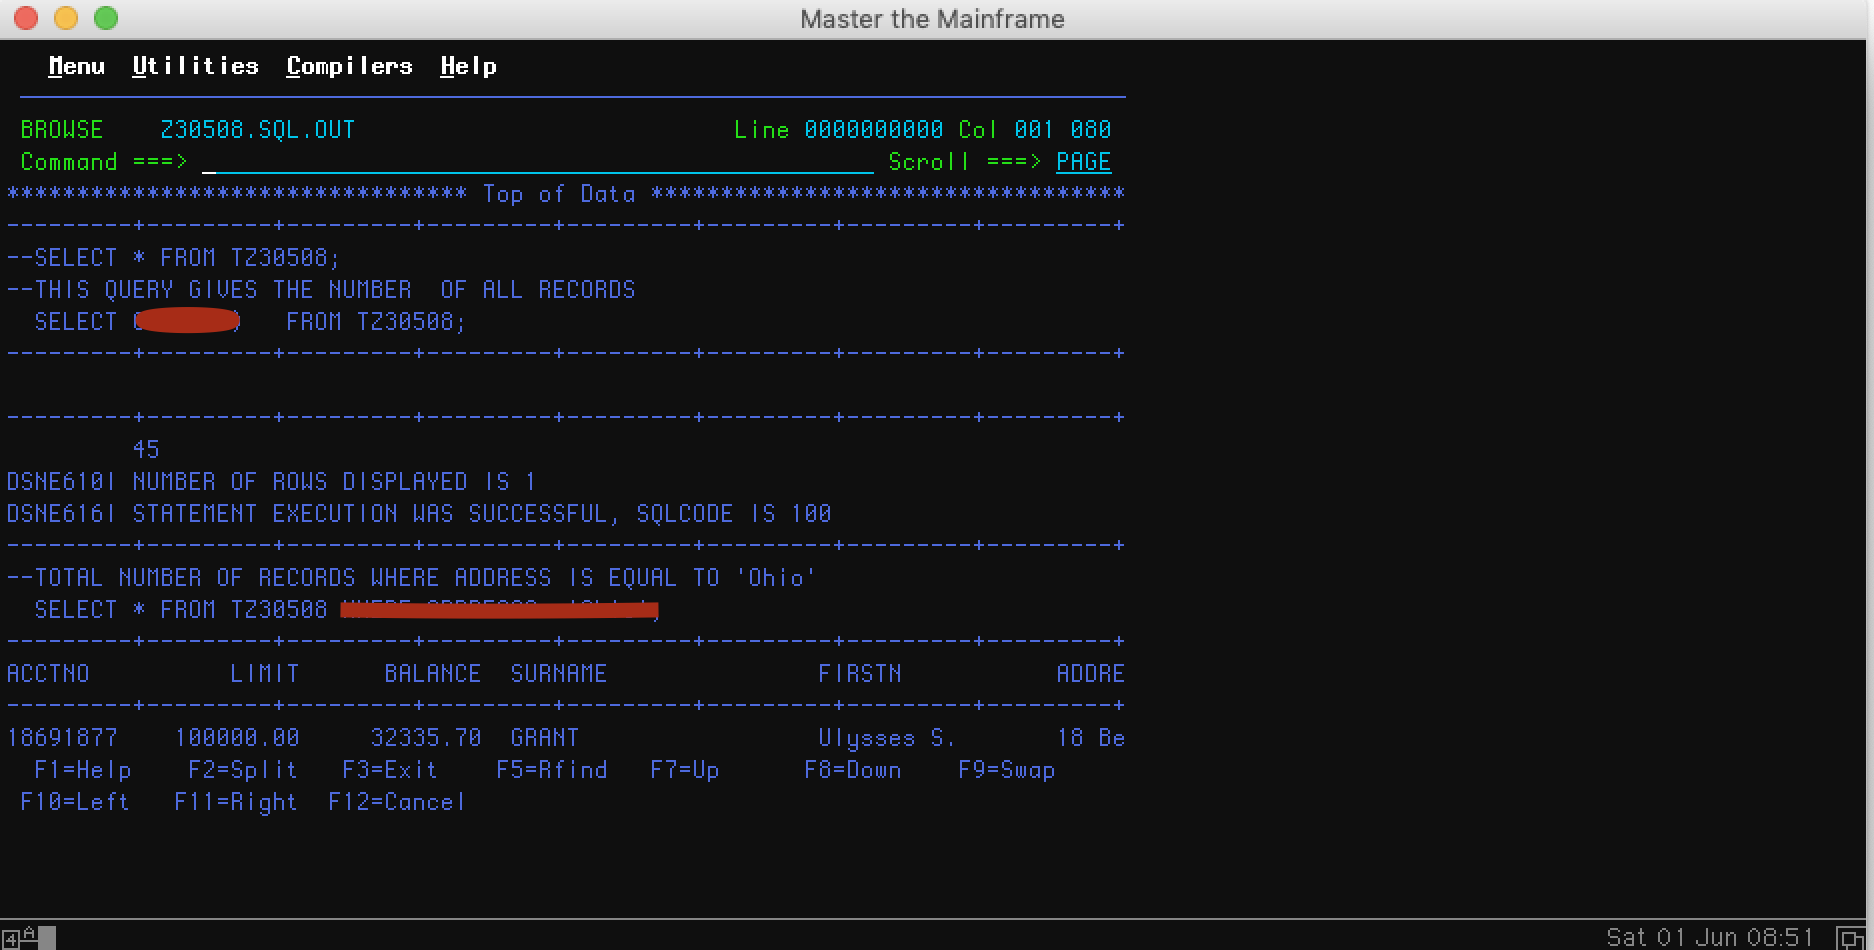 Master the Mainframe
Menu Utilities Compilers Help
BROWSE    Z30508.SQL.OUT                           Line 0000000000 Col 001 080
Command ===>                                                   Scroll ===> PAGE
********************************* Top of Data **********************************
---------+---------+---------+---------+---------+---------+---------+---------+
--SELECT * FROM TZ30508;
--THIS QUERY GIVES THE NUMBER  OF ALL RECORDS
  SELECT            FROM TZ30508;
---------+---------+---------+---------+---------+---------+---------+---------+
---------+---------+---------+---------+---------+---------+---------+---------+
         45
DSNE610I NUMBER OF ROWS DISPLAYED IS 1
DSNE616I STATEMENT EXECUTION WAS SUCCESSFUL, SQLCODE IS 100
---------+---------+---------+---------+---------+---------+---------+---------+
--TOTAL NUMBER OF RECORDS WHERE ADDRESS IS EQUAL TO 'Ohio'
  SELECT * FROM TZ30508
---------+---------+---------+---------+---------+---------+---------+---------+
ACCTNO          LIMIT      BALANCE  SURNAME               FIRSTN           ADDRE
---------+---------+---------+---------+---------+---------+---------+---------+
18691877    100000.00     32335.70  GRANT                 Ulysses S.       18 Be
F1=Help    F2=Split   F3=Exit    F5=Rfind   F7=Up      F8=Down    F9=Swap
F10=Left   F11=Right  F12=Cancel
4 A
Sat 01 Jun 08:51